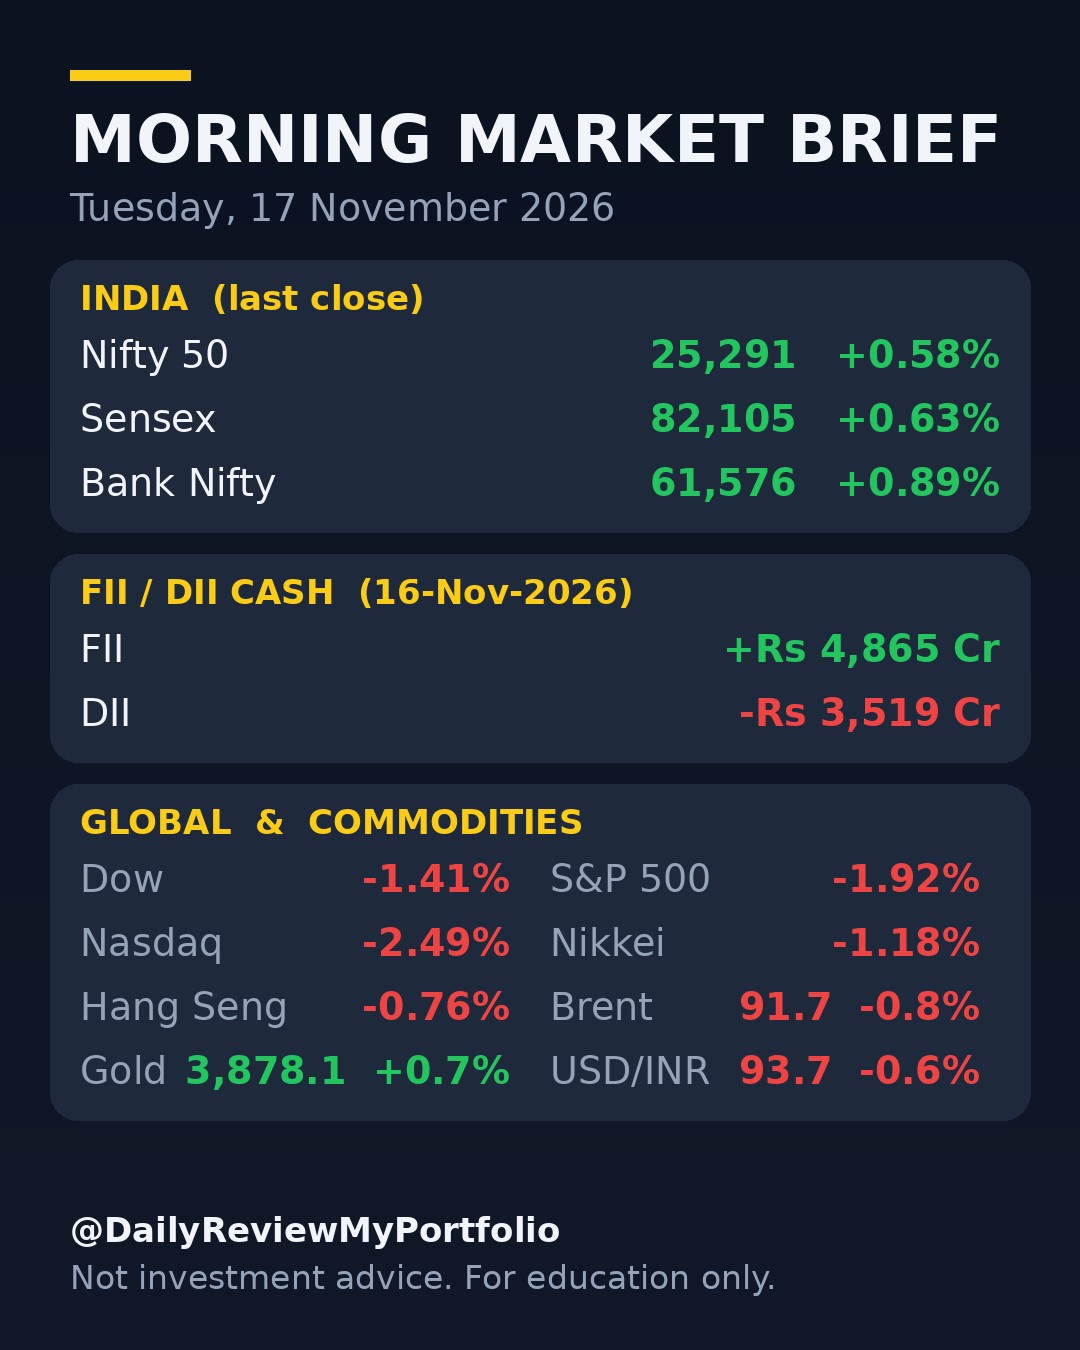 MORNING MARKET BRIEF
Tuesday, 17 November 2026
INDIA (last close)
Nifty 50 25,291 +0.58%
Sensex 82,105 +0.63%
Bank Nifty 61,576 +0.89%
FII / DII CASH (16-Nov-2026)
FII +Rs 4,865 Cr
DII -Rs 3,519 Cr
GLOBAL & COMMODITIES
Dow -1.41% S&P 500 -1.92%
Nasdaq -2.49% Nikkei -1.18%
Hang Seng -0.76% Brent 91.7 -0.8%
Gold 3,878.1 +0.7% USD/INR 93.7 -0.6%
@DailyReviewMyPortfolio
Not investment advice. For education only.